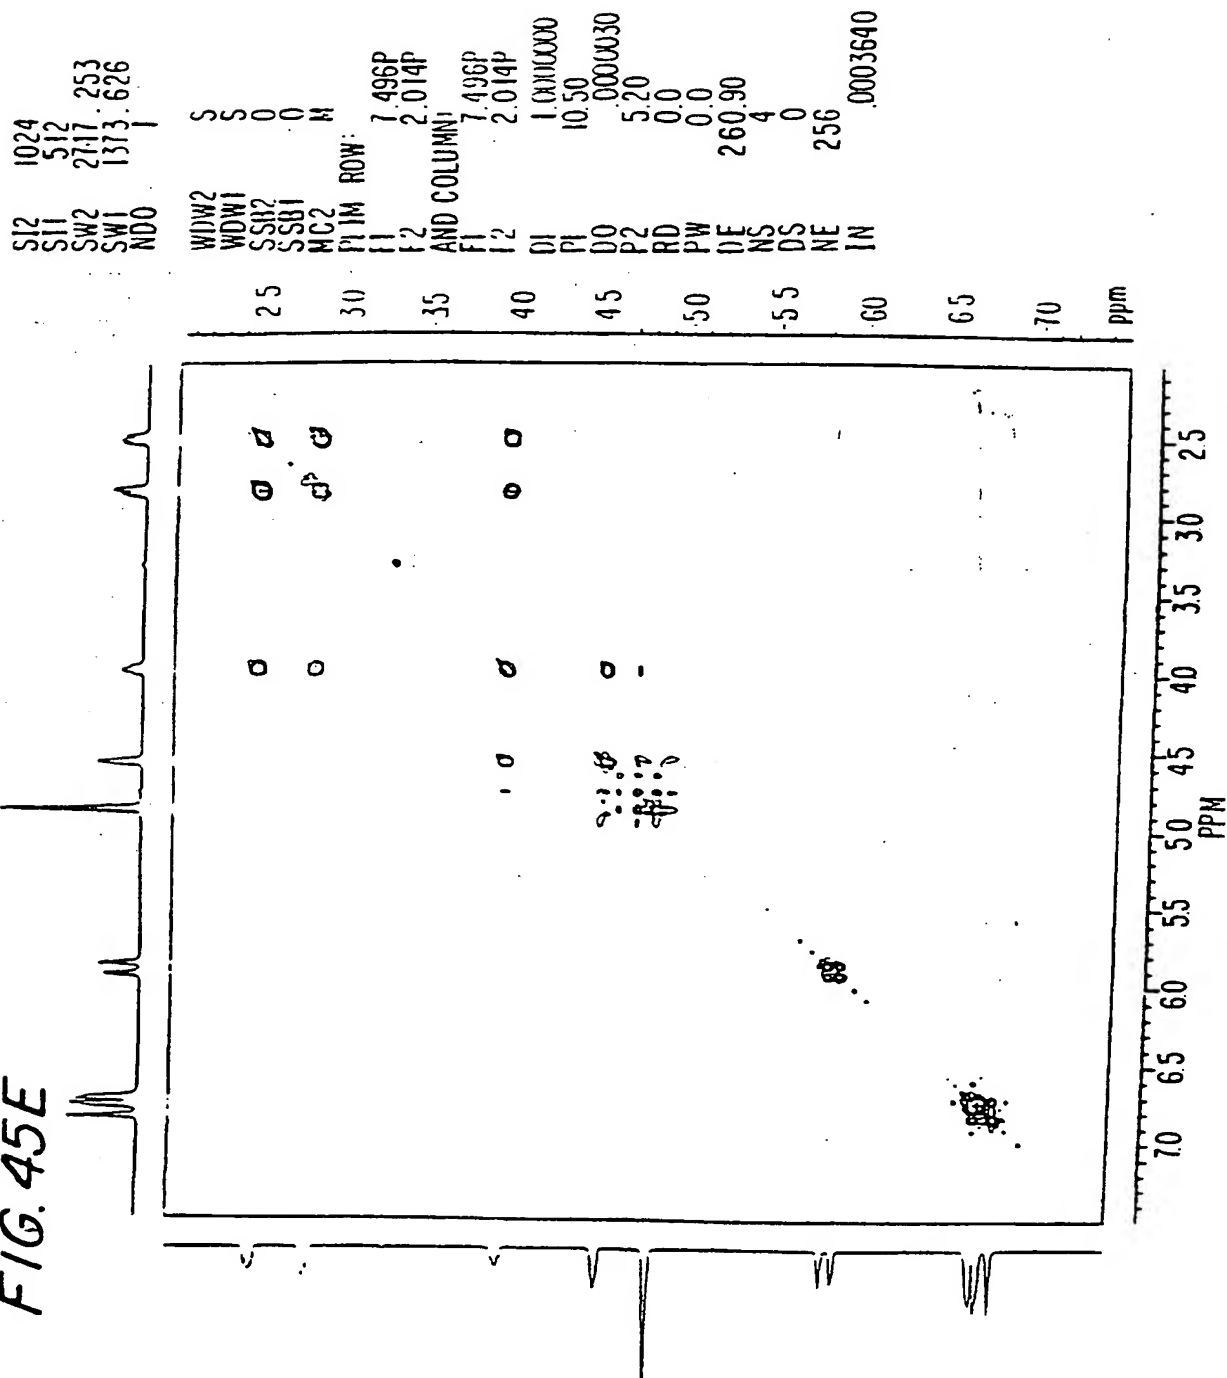 FIG. 45E
SI2 1024
SI1 512
SW2 2717.253
SW1 1373.626
ND0 1
WDW2 S
WDW1 S
SSB2 0
SSB1 0
MC2 M
PLIM ROW:
F1 7.496P
F2 2.014P
AND COLUMN:
F1 7.496P
F2 2.014P
D1 1.0000000
P1 10.50
D0 .0000030
P2 5.20
RD 0.0
PW 0.0
DE 260.90
NS 4
DS 0
NE 256
IN .0003640
2.5
3.0
3.5
4.0
4.5
5.0
5.5
6.0
6.5
7.0
ppm
7.0 6.5 6.0 5.5 5.0 4.5 4.0 3.5 3.0 2.5
PPM